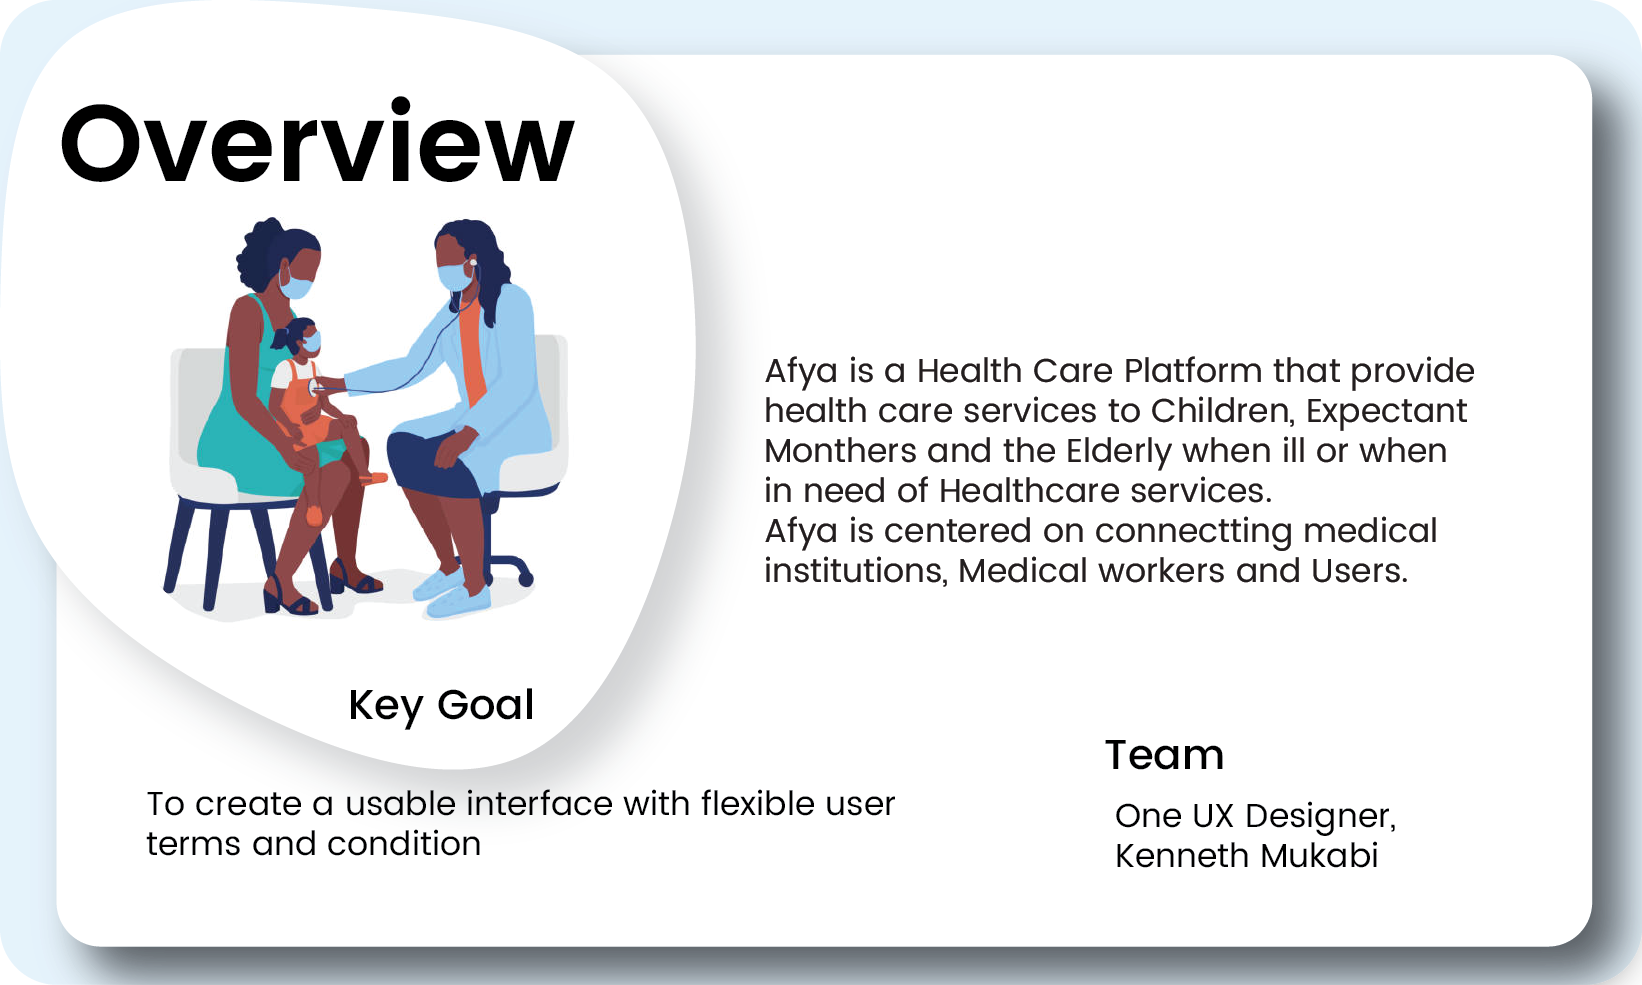 Overview
Afya is a Health Care Platform that provide
health care services to Children, Expectant
Monthers and the Elderly when ill or when
in need of Healthcare services.
Afya is centered on connectting medical
institutions, Medical workers and Users.
Key Goal
To create a usable interface with flexible user
terms and condition
Team
One UX Designer,
Kenneth Mukabi